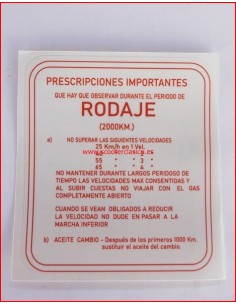 PRESCRIPCIONES IMPORTANTES
QUE HAY QUE OBSERVAR DURANTE EL PERIODO DE
RODAJE
(2000KM.)
a) NO SUPERAR LAS SIGUIENTES VELOCIDADES
25 Km/h en 1 Vel.
40 " " 2 "
55 " " 3 "
65 " " 4 "
NO MANTENER DURANTE LARGOS PERIODOS DE
TIEMPO LAS VELOCIDADES MAX CONSENTIDAS Y
AL SUBIR CUESTAS NO VIAJAR CON EL GAS
COMPLETAMENTE ABIERTO
CUANDO SE VEAN OBLIGADOS A REDUCIR
LA VELOCIDAD NO DUDE EN PASAR A LA
MARCHA INFERIOR
b) ACEITE CAMBIO - Después de los primeros 1000 Km.
sustituir el aceite del cambio.